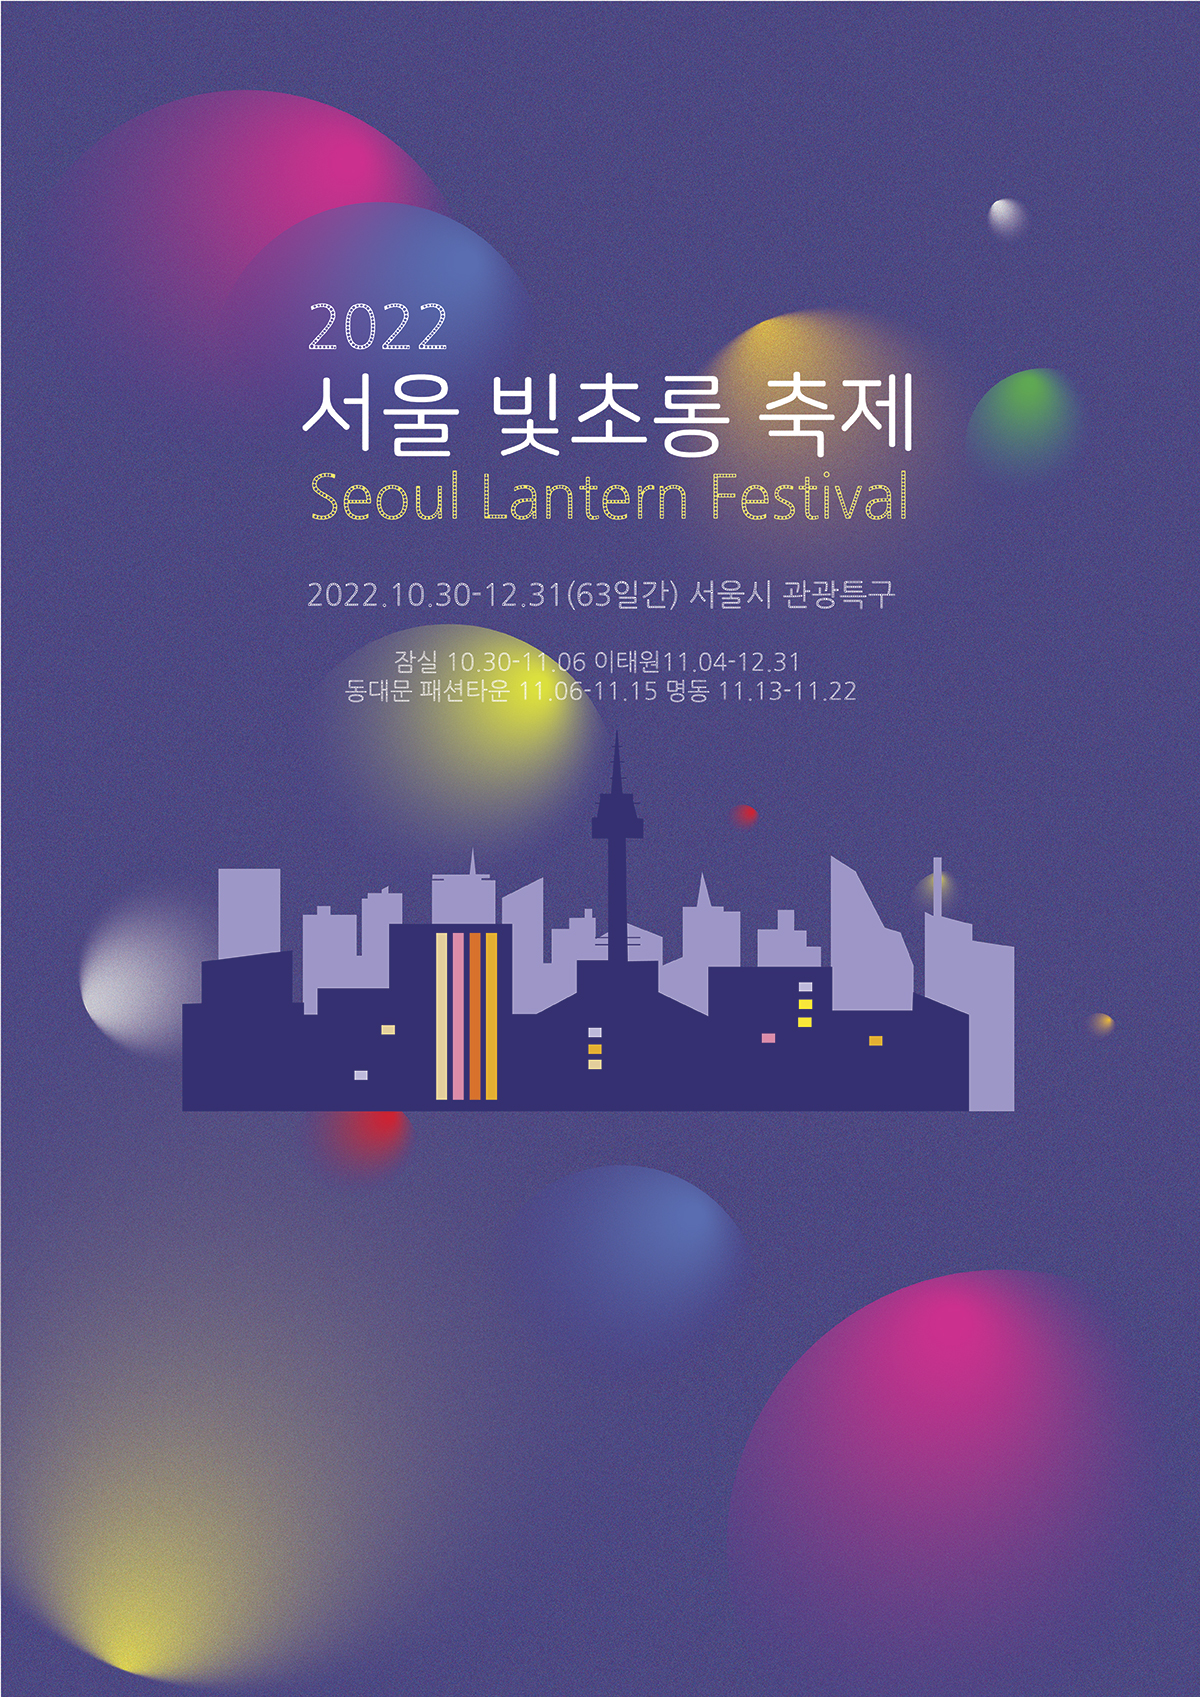 2022
서울 빛초롱 축제
Seoul Lantern Festival
2022.10.30-12.31(63일간) 서울시 관광특구
잠실 10.30-11.06 이태원11.04-12.31
동대문 패션타운 11.06-11.15 명동 11.13-11.22